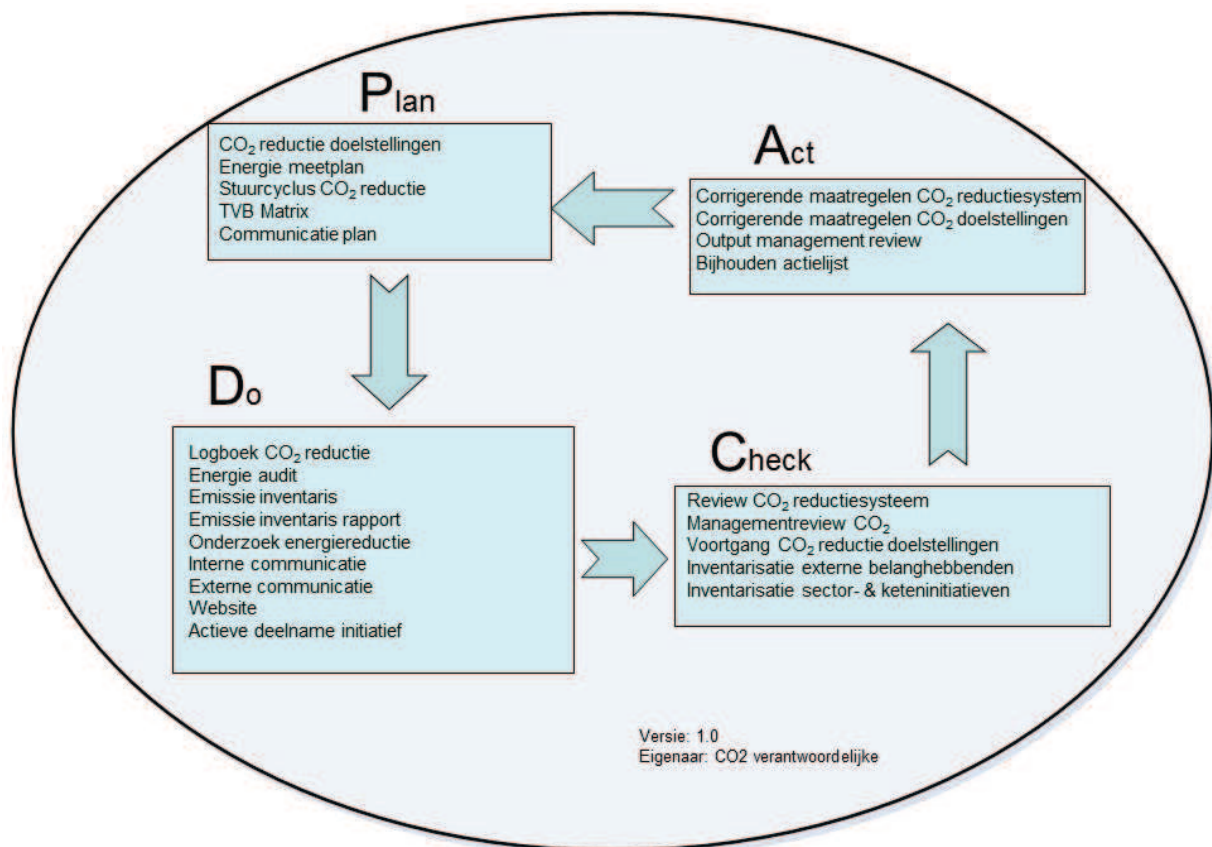 Plan
CO₂ reductie doelstellingen
Energie meetplan
Stuurcyclus CO₂ reductie
TVB Matrix
Communicatie plan
Act
Corrigerende maatregelen CO₂ reductiesystem
Corrigerende maatregelen CO₂ doelstellingen
Output management review
Bijhouden actielijst
Do
Logboek CO₂ reductie
Energie audit
Emissie inventaris
Emissie inventaris rapport
Onderzoek energiereductie
Interne communicatie
Externe communicatie
Website
Actieve deelname initiatief
Check
Review CO₂ reductiesysteem
Managementreview CO₂
Voortgang CO₂ reductie doelstellingen
Inventarisatie externe belanghebbenden
Inventarisatie sector- & keteninitiatieven
Versie: 1.0
Eigenaar: CO2 verantwoordelijke